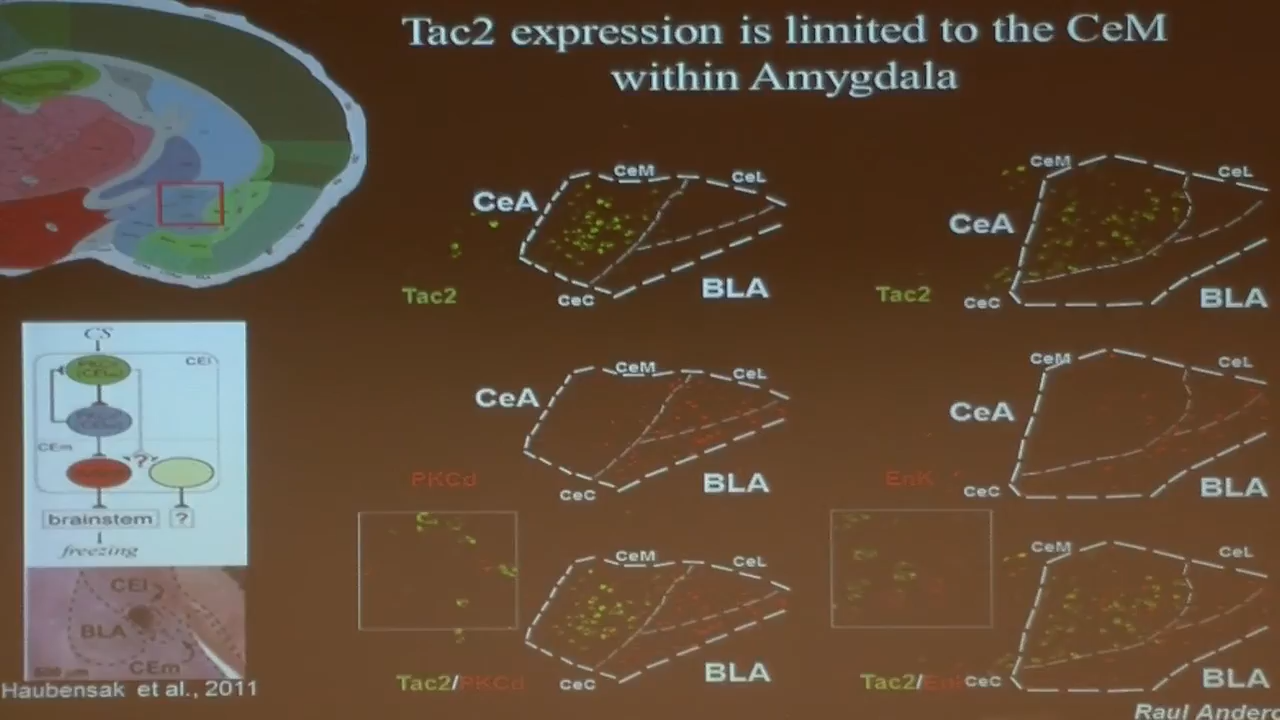 Tac2 expression is limited to the CeM
within Amygdala
CeM
CeL
CeA
Tac2
CeC
BLA
CeM
CeL
CeA
Tac2
CeC
BLA
CS
CEl
CEm
?
brainstem
?
freezing
CeM
CeL
CeA
PKCd
CeC
BLA
CeM
CeL
CeA
EnK
CeC
BLA
CEl
BLA
CEm
Haubensak et al., 2011
CeM
CeL
Tac2/PKCd
CeC
BLA
CeM
CeL
Tac2/EnK
CeC
BLA
Raul Andero